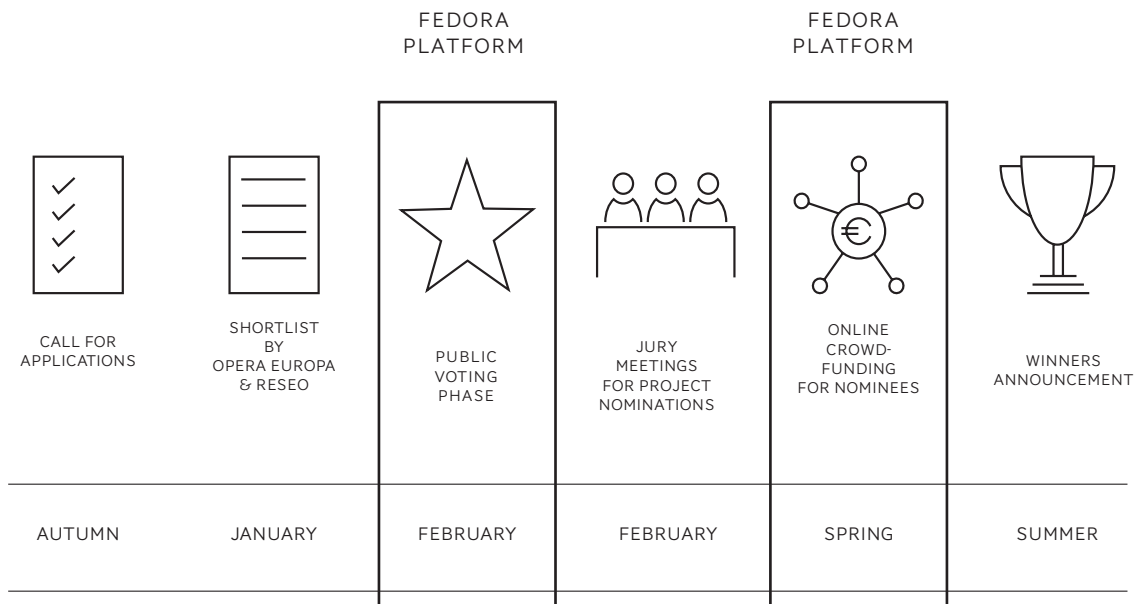 FEDORA
PLATFORM
FEDORA
PLATFORM
CALL FOR
APPLICATIONS
SHORTLIST
BY
OPERA EUROPA
& RESEO
PUBLIC
VOTING
PHASE
JURY
MEETINGS
FOR PROJECT
NOMINATIONS
€
ONLINE
CROWD-
FUNDING
FOR NOMINEES
WINNERS
ANNOUNCEMENT
AUTUMN
JANUARY
FEBRUARY
FEBRUARY
SPRING
SUMMER